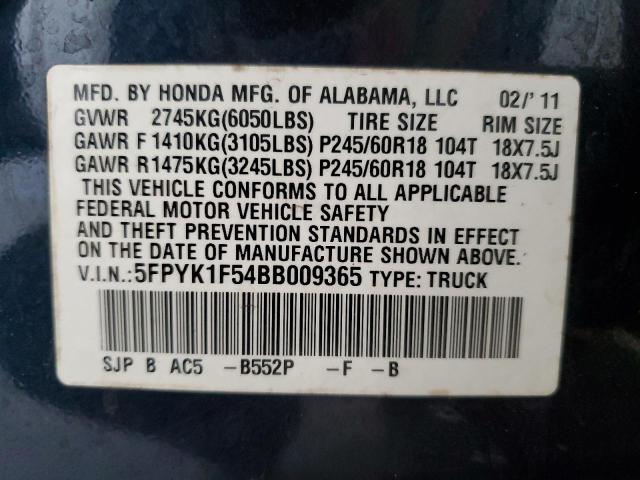 MFD. BY HONDA MFG. OF ALABAMA, LLC 02/'11
GVWR 2745KG(6050LBS) TIRE SIZE RIM SIZE
GAWR F 1410KG(3105LBS) P245/60R18 104T 18X7.5J
GAWR R1475KG(3245LBS) P245/60R18 104T 18X7.5J
THIS VEHICLE CONFORMS TO ALL APPLICABLE
FEDERAL MOTOR VEHICLE SAFETY
AND THEFT PREVENTION STANDARDS IN EFFECT
ON THE DATE OF MANUFACTURE SHOWN ABOVE.
V.I.N.:5FPYK1F54BB009365 TYPE: TRUCK
SJP B AC5 -B552P -F -B